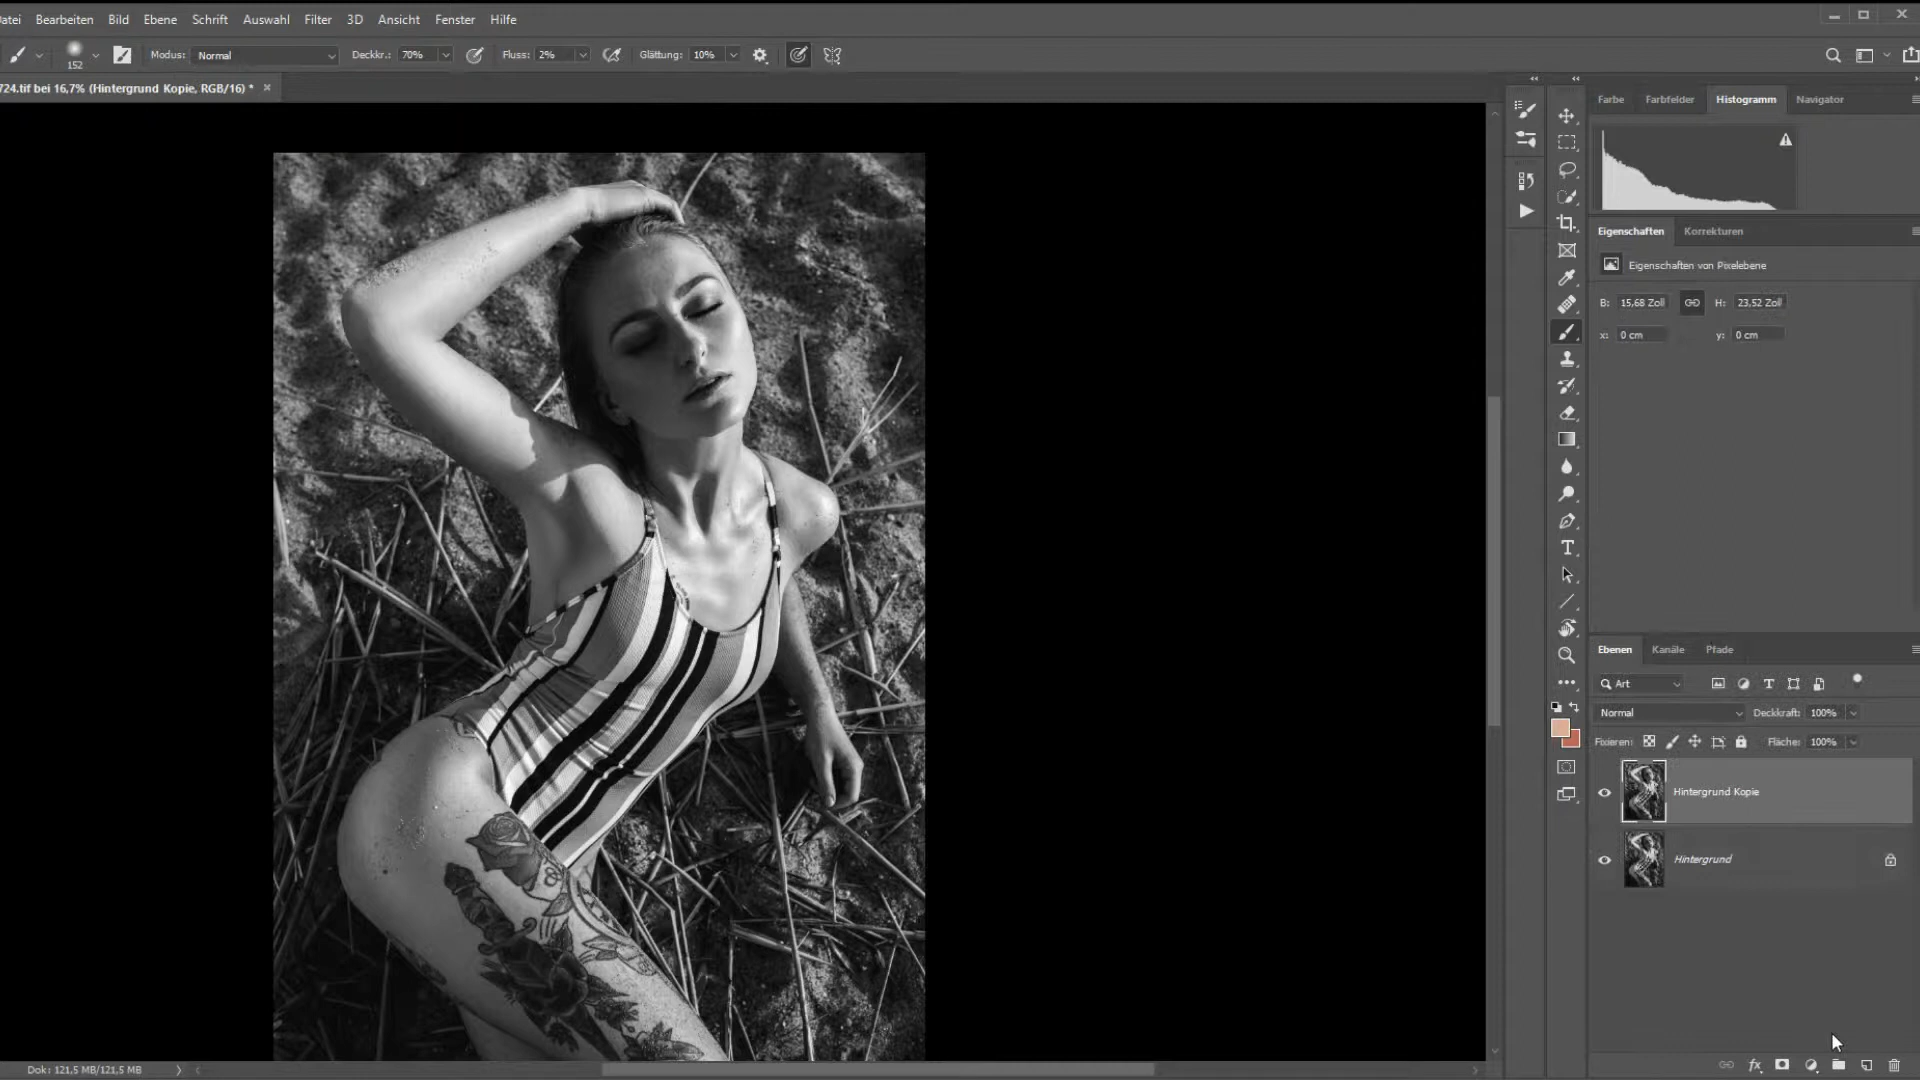 Datei Bearbeiten Bild Ebene Schrift Auswahl Filter 3D Ansicht Fenster Hilfe
152 Modus: Normal Deckkr.: 70% Fluss: 2% Glättung: 10%
724.tif bei 16,7% (Hintergrund Kopie, RGB/16) *
Farbe Farbfelder Histogramm Navigator
Eigenschaften Korrekturen
Eigenschaften von Pixelebene
B: 15,68 Zoll H: 23,52 Zoll
x: 0 cm y: 0 cm
Ebenen Kanäle Pfade
Art
Normal Deckkraft: 100%
Fixieren: Fläche: 100%
Hintergrund Kopie
Hintergrund
Dok: 121,5 MB/121,5 MB